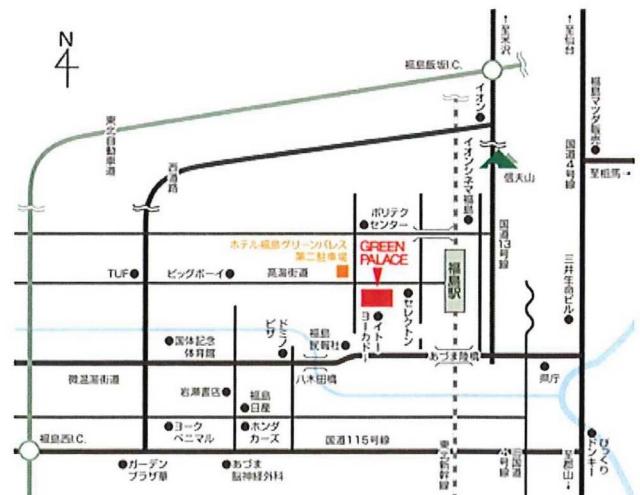 N
↑至米沢
↑至仙台
福島飯坂I.C.
イオン
福島マツダ販売
東北自動車道
西道路
イオンシネマ福島
信夫山
国道4号線
至相馬→
ポリテク
センター
ホテル福島グリーンパレス
第二駐車場
GREEN
PALACE
国道13号線
福島駅
TUF
ビッグボーイ
高湯街道
三井生命ビル
セレクトン
イトー
ヨーカドー
国体記念
体育館
ドミノ
ピザ
福島
民報社
あづま陸橋
微温湯街道
八木田橋
県庁
岩瀬書店
福島
日産
ヨーク
ベニマル
ホンダ
カーズ
国道115号線
福島西I.C.
東北新幹線
旧国道
4号線
至郡山↓
びっくり
ドンキー
ガーデン
プラザ華
あづま
脳神経外科